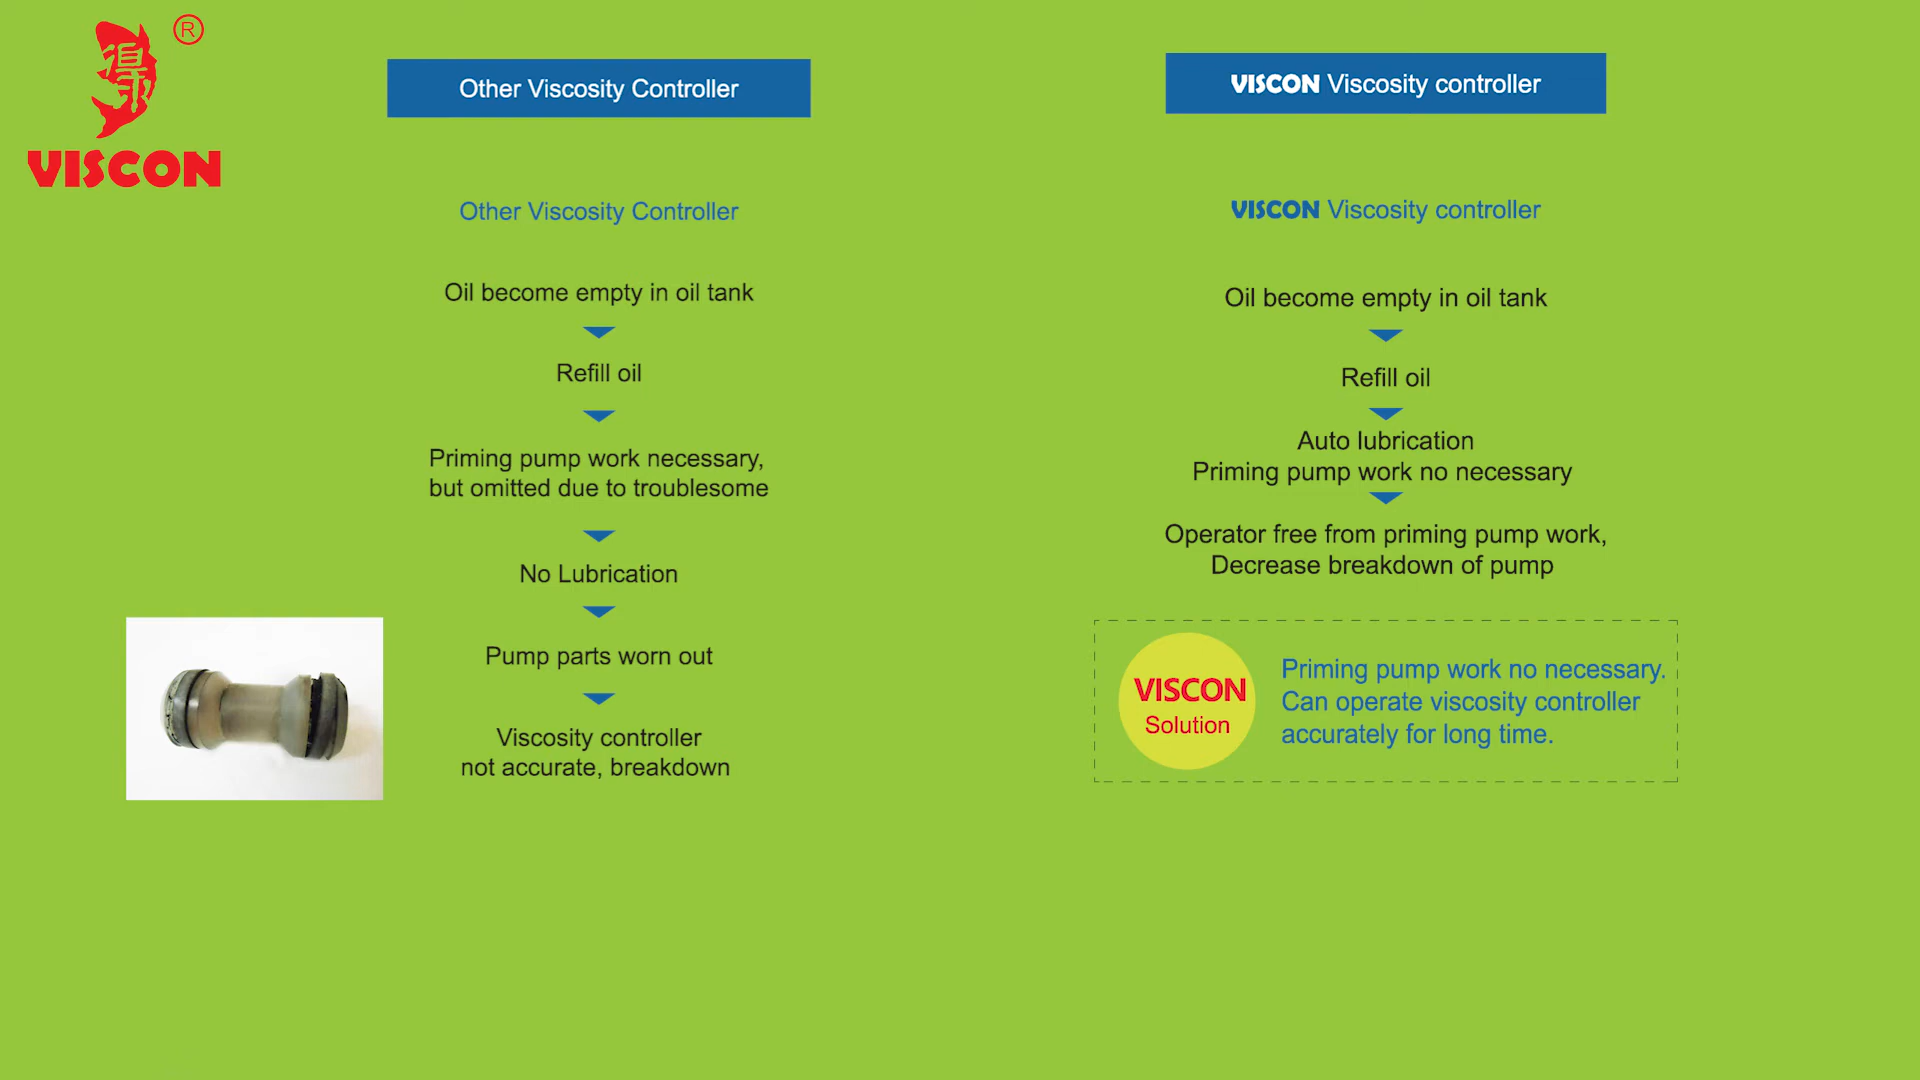 ®
得
VISCON
Other Viscosity Controller
Other Viscosity Controller
Oil become empty in oil tank
Refill oil
Priming pump work necessary,
but omitted due to troublesome
No Lubrication
Pump parts worn out
Viscosity controller
not accurate, breakdown
VISCON Viscosity controller
VISCON Viscosity controller
Oil become empty in oil tank
Refill oil
Auto lubrication
Priming pump work no necessary
Operator free from priming pump work,
Decrease breakdown of pump
VISCON
Solution
Priming pump work no necessary.
Can operate viscosity controller
accurately for long time.